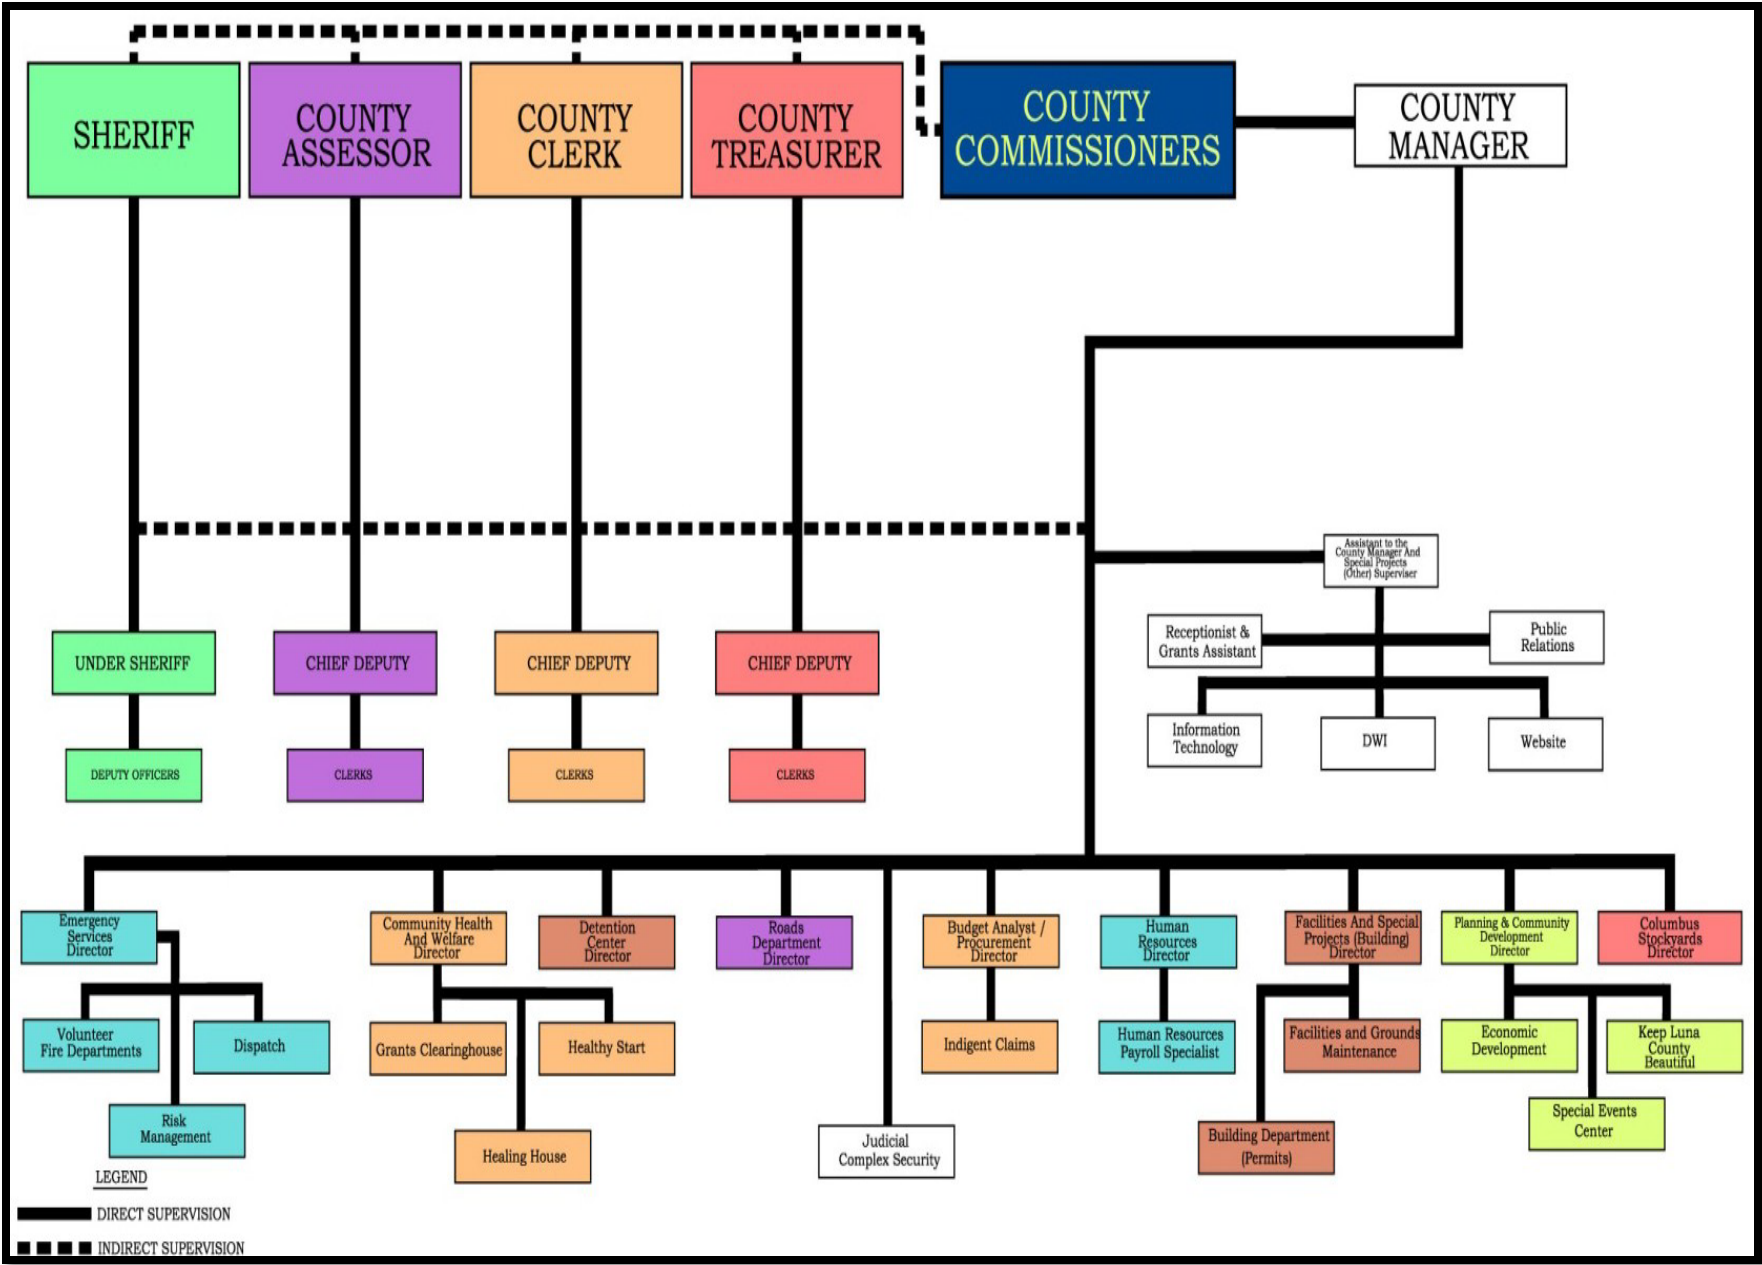 SHERIFF
COUNTY
ASSESSOR
COUNTY
CLERK
COUNTY
TREASURER
COUNTY
COMMISSIONERS
COUNTY
MANAGER
Assistant to the
County Manager And
Special Projects
(Other) Superviser
Receptionist &
Grants Assistant
Public
Relations
UNDER SHERIFF
CHIEF DEPUTY
CHIEF DEPUTY
CHIEF DEPUTY
Information
Technology
DWI
Website
DEPUTY OFFICERS
CLERKS
CLERKS
CLERKS
Emergency
Services
Director
Community Health
And Welfare
Director
Detention
Center
Director
Roads
Department
Director
Budget Analyst /
Procurement
Director
Human
Resources
Director
Facilities And Special
Projects (Building)
Director
Planning & Community
Development
Director
Columbus
Stockyards
Director
Volunteer
Fire Departments
Dispatch
Grants Clearinghouse
Healthy Start
Indigent Claims
Human Resources
Payroll Specialist
Facilities and Grounds
Maintenance
Economic
Development
Keep Luna
County
Beautiful
Risk
Management
Healing House
Judicial
Complex Security
Building Department
(Permits)
Special Events
Center
LEGEND
DIRECT SUPERVISION
INDIRECT SUPERVISION